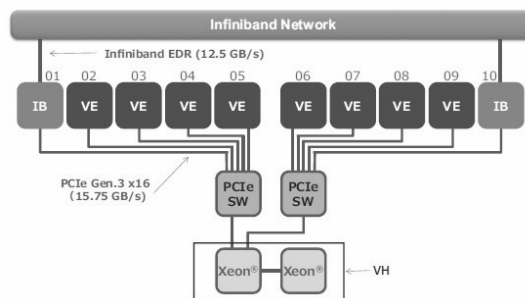 Infiniband Network
Infiniband EDR (12.5 GB/s)
01 02 03 04 05 06 07 08 09 10
IB VE VE VE VE VE VE VE VE IB
PCIe Gen.3 x16
(15.75 GB/s)
PCIe
SW
PCIe
SW
Xeon® Xeon®
VH